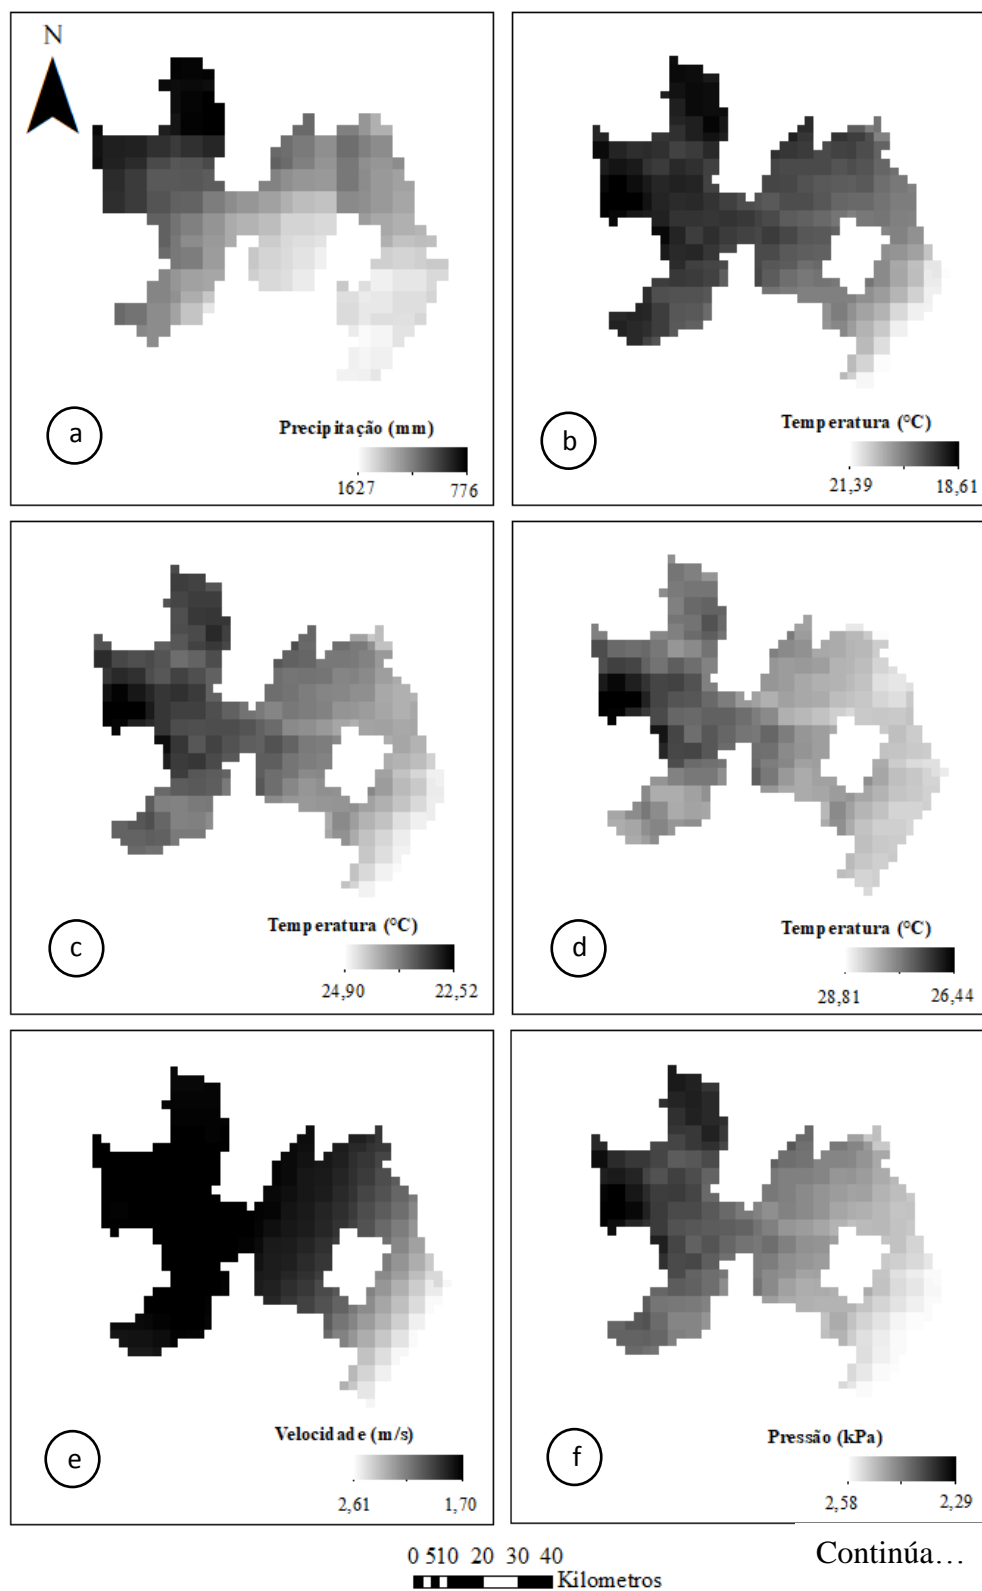 N
a
Precipitação (mm)
1627 776
b
Temperatura (°C)
21,39 18,61
c
Temperatura (°C)
24,90 22,52
d
Temperatura (°C)
28,81 26,44
e
Velocidade (m/s)
2,61 1,70
f
Pressão (kPa)
2,58 2,29
Continúa…
0 510 20 30 40
Kilometros